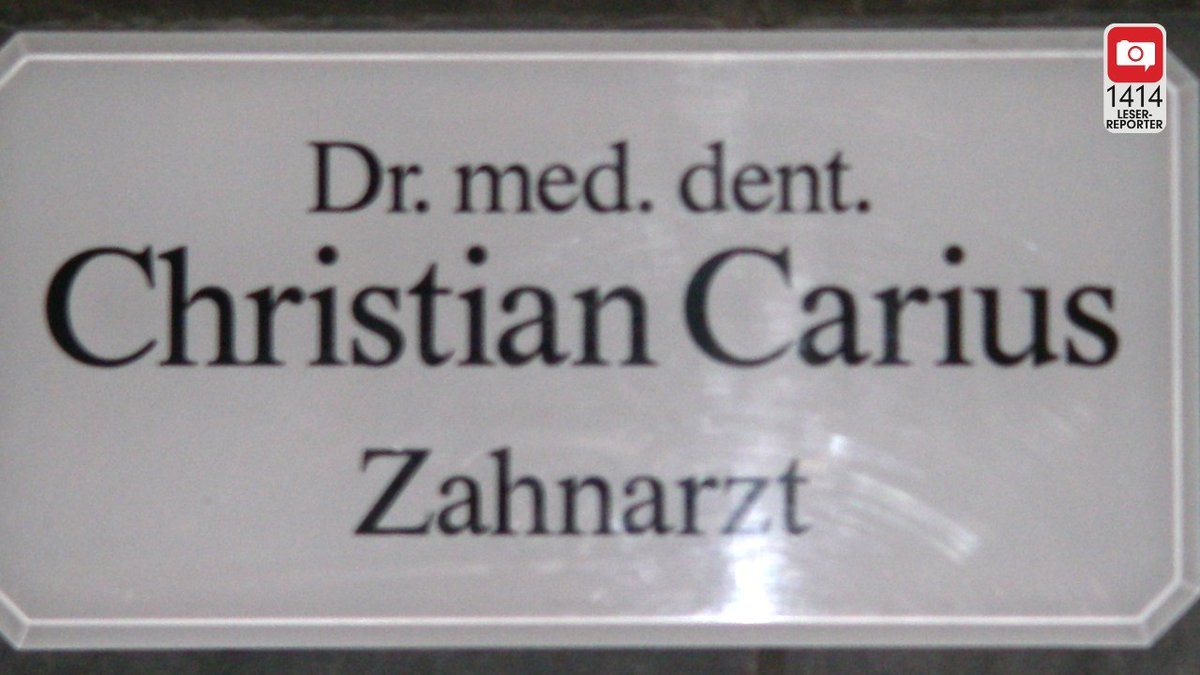 Dr. med. dent.
Christian Carius
Zahnarzt
1414
LESER-
REPORTER